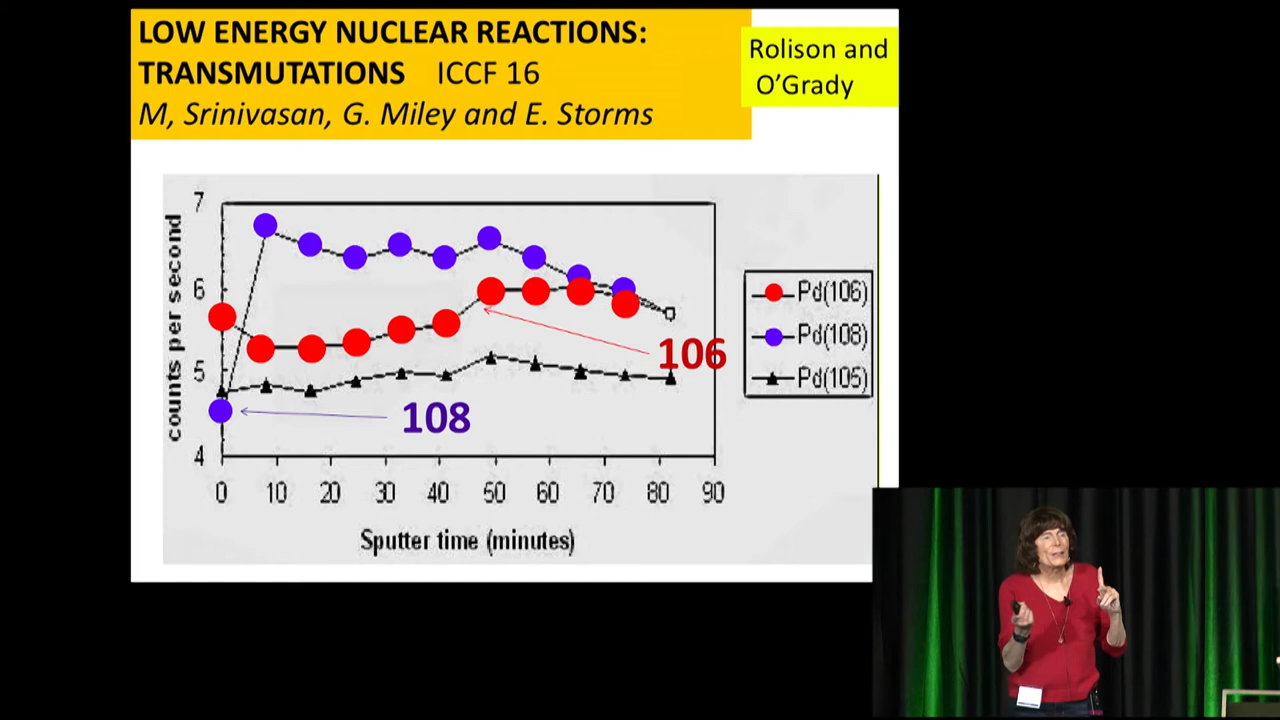 LOW ENERGY NUCLEAR REACTIONS:
TRANSMUTATIONS ICCF 16
M, Srinivasan, G. Miley and E. Storms
Rolison and
O'Grady
counts per second
7
6
5
4
Pd(106)
Pd(108)
Pd(105)
106
108
0 10 20 30 40 50 60 70 80 90
Sputter time (minutes)